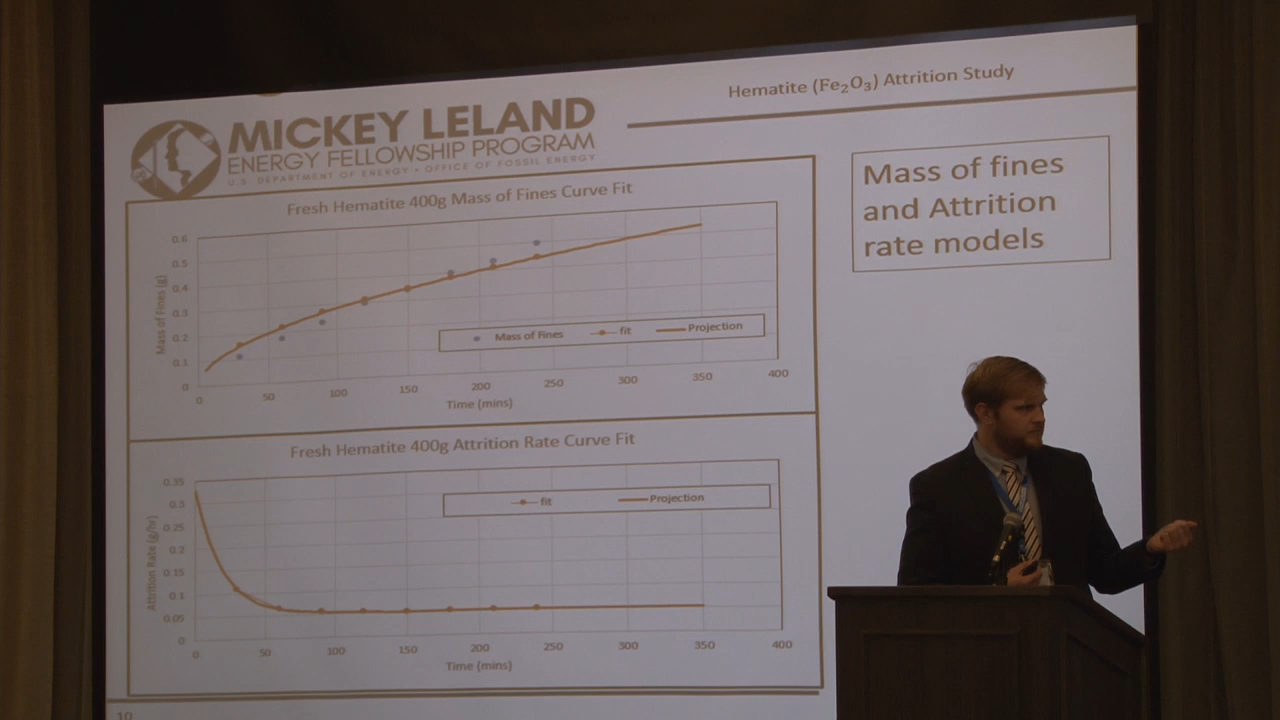 Hematite (Fe₂O₃) Attrition Study
MICKEY LELAND
ENERGY FELLOWSHIP PROGRAM
U.S. DEPARTMENT OF ENERGY • OFFICE OF FOSSIL ENERGY
Mass of fines
and Attrition
rate models
Fresh Hematite 400g Mass of Fines Curve Fit
Mass of Fines (g)
0.6
0.5
0.4
0.3
0.2
0.1
0
Mass of Fines fit Projection
0 50 100 150 200 250 300 350 400
Time (mins)
Fresh Hematite 400g Attrition Rate Curve Fit
Attrition Rate (g/hr)
0.35
0.3
0.25
0.2
0.15
0.1
0.05
0
fit Projection
0 50 100 150 200 250 300 350 400
Time (mins)
10